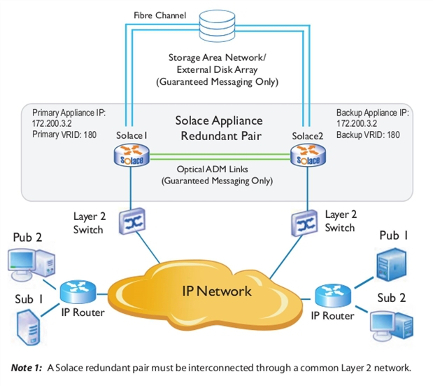 Fibre Channel
Storage Area Network/
External Disk Array
(Guaranteed Messaging Only)
Primary Appliance IP:
172.200.3.2
Primary VRID: 180
Solace Appliance
Redundant Pair
Backup Appliance IP:
172.200.3.2
Backup VRID: 180
Solace1
Solace2
Solace
Solace
Optical ADM Links
(Guaranteed Messaging Only)
Layer 2
Switch
Layer 2
Switch
Pub 2
Pub 1
IP Network
Sub 1
IP Router
IP Router
Sub 2
Note 1: A Solace redundant pair must be interconnected through a common Layer 2 network.